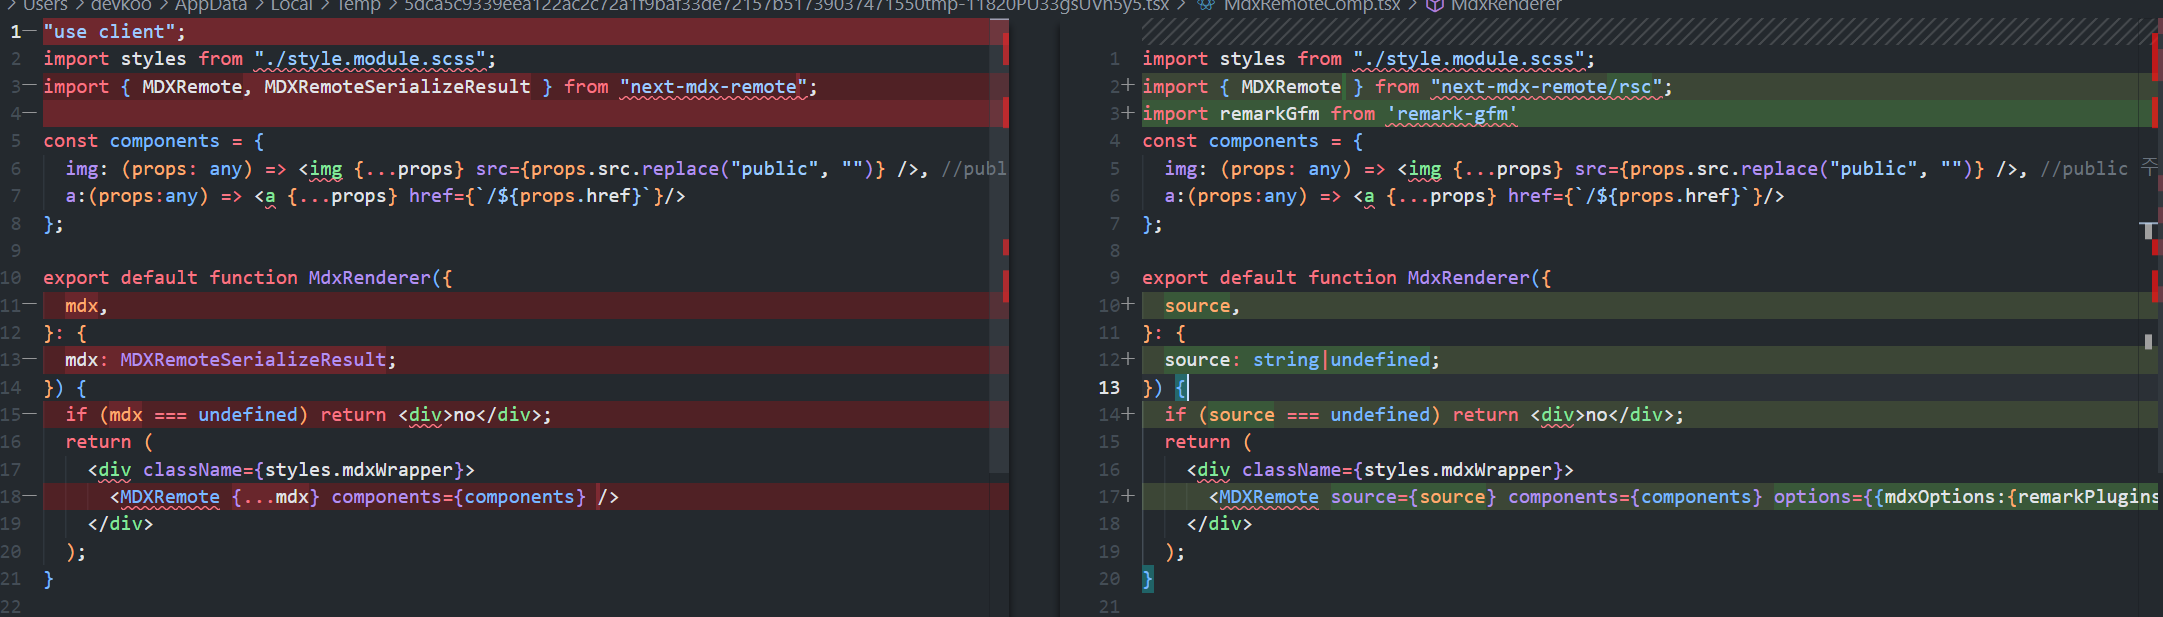 Users > devkoo > AppData > Local > Temp > 5dca5c9339eea122ac2c72a1f9baf33de72157b51739037471550tmp-11820PU33gsUVh5y5.tsx > MdxRemoteComp.tsx > MdxRenderer
1 "use client";
2 import styles from "./style.module.scss";
3 import { MDXRemote, MDXRemoteSerializeResult } from "next-mdx-remote";
4
5 const components = {
6 img: (props: any) => <img {...props} src={props.src.replace("public", "")} />, //publ
7 a:(props:any) => <a {...props} href={`/${props.href}`}/>
8 };
9
10 export default function MdxRenderer({
11 mdx,
12 }: {
13 mdx: MDXRemoteSerializeResult;
14 }) {
15 if (mdx === undefined) return <div>no</div>;
16 return (
17 <div className={styles.mdxWrapper}>
18 <MDXRemote {...mdx} components={components} />
19 </div>
20 );
21 }
22
1 import styles from "./style.module.scss";
2+ import { MDXRemote } from "next-mdx-remote/rsc";
3+ import remarkGfm from 'remark-gfm'
4 const components = {
5 img: (props: any) => <img {...props} src={props.src.replace("public", "")} />, //public 주
6 a:(props:any) => <a {...props} href={`/${props.href}`}/>
7 };
8
9 export default function MdxRenderer({
10+ source,
11 }: {
12+ source: string|undefined;
13 }) {
14+ if (source === undefined) return <div>no</div>;
15 return (
16 <div className={styles.mdxWrapper}>
17+ <MDXRemote source={source} components={components} options={{mdxOptions:{remarkPlugins
18 </div>
19 );
20 }
21